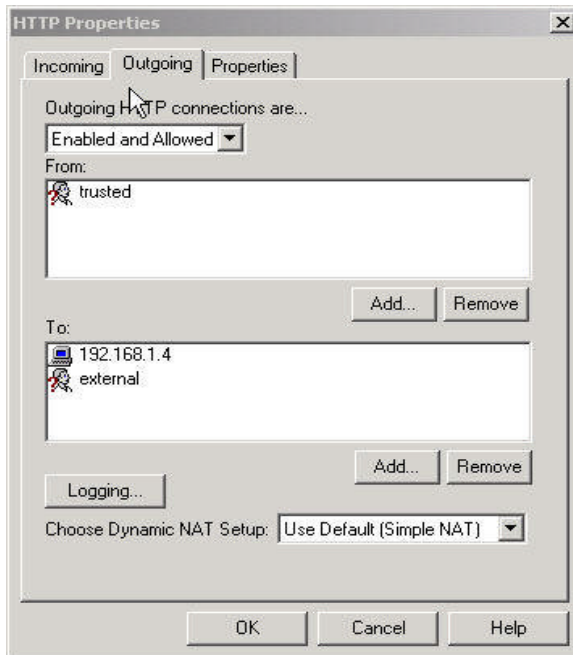 HTTP Properties
Incoming Outgoing Properties
Outgoing HTTP connections are...
Enabled and Allowed
From:
trusted
Add... Remove
To:
192.168.1.4
external
Add... Remove
Logging...
Choose Dynamic NAT Setup: Use Default (Simple NAT)
OK Cancel Help